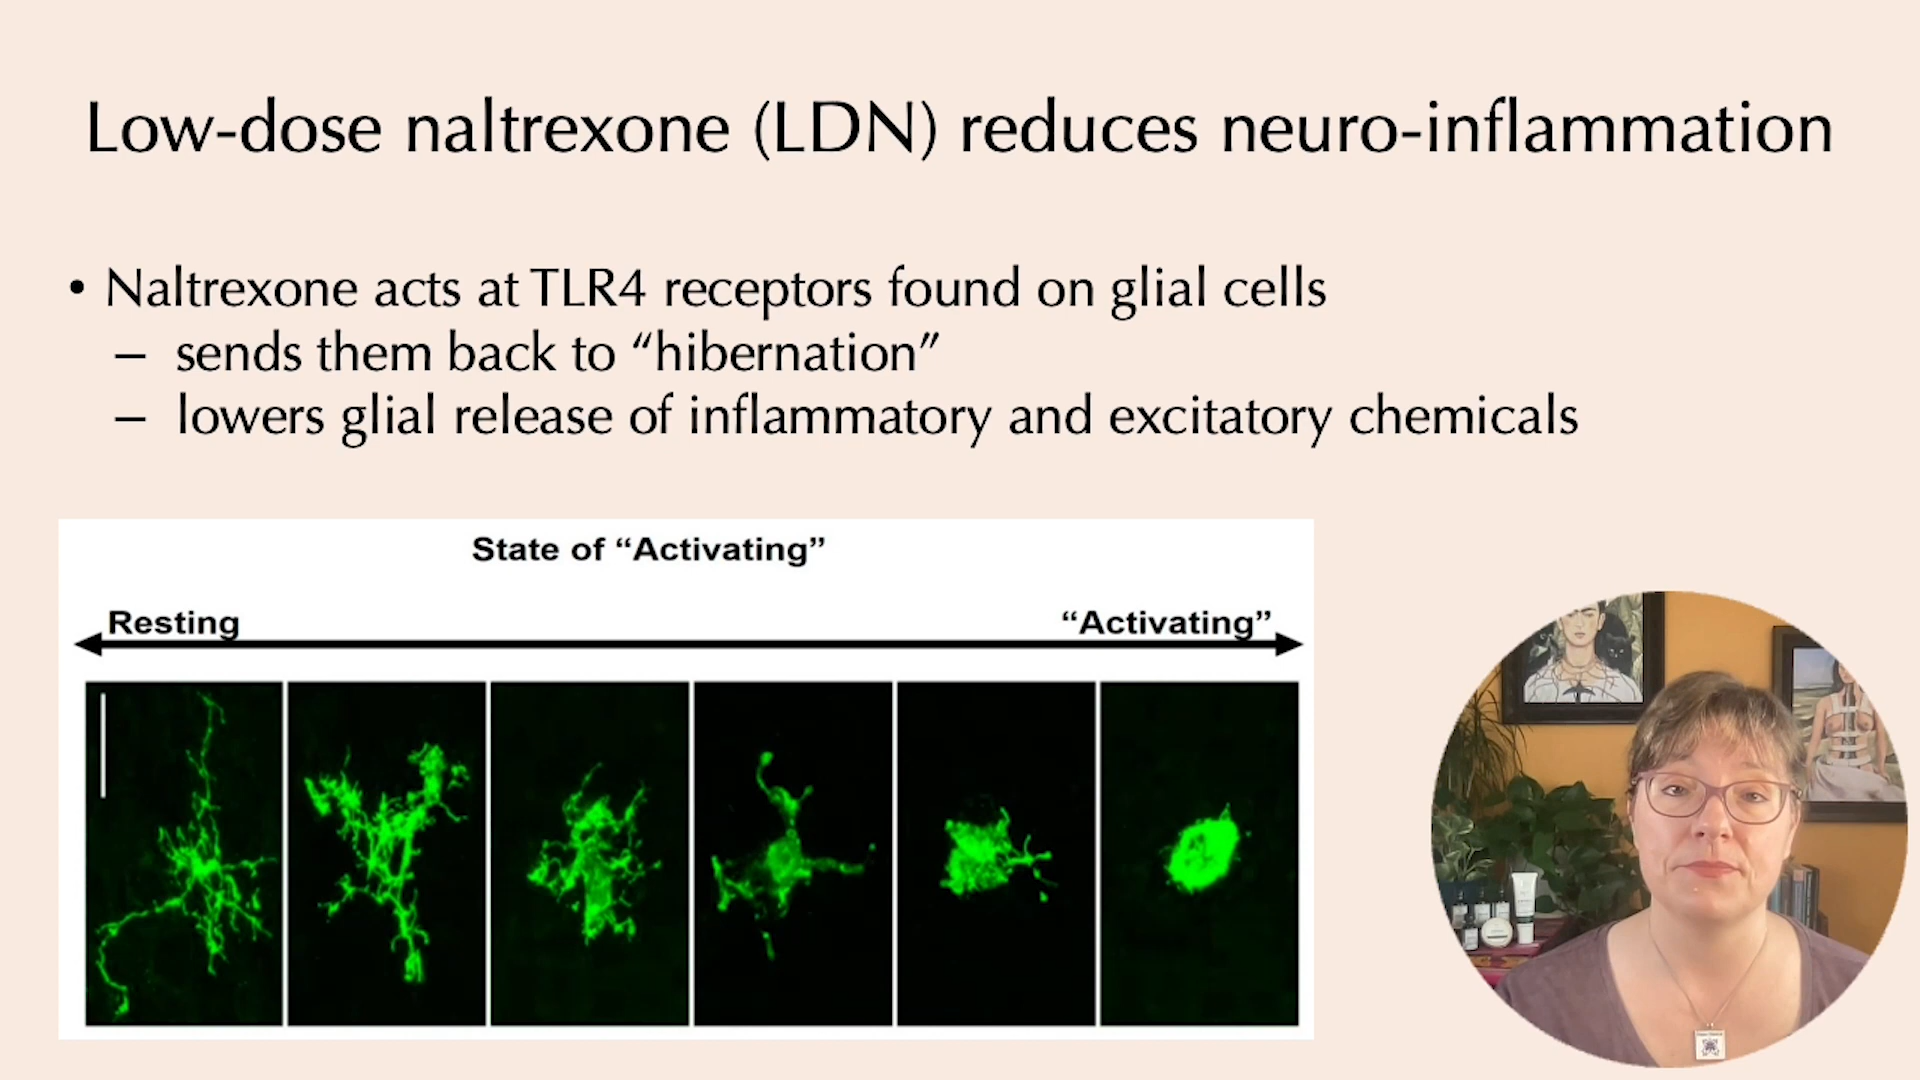 Low-dose naltrexone (LDN) reduces neuro-inflammation
• Naltrexone acts at TLR4 receptors found on glial cells
– sends them back to “hibernation”
– lowers glial release of inflammatory and excitatory chemicals
State of “Activating”
Resting
“Activating”